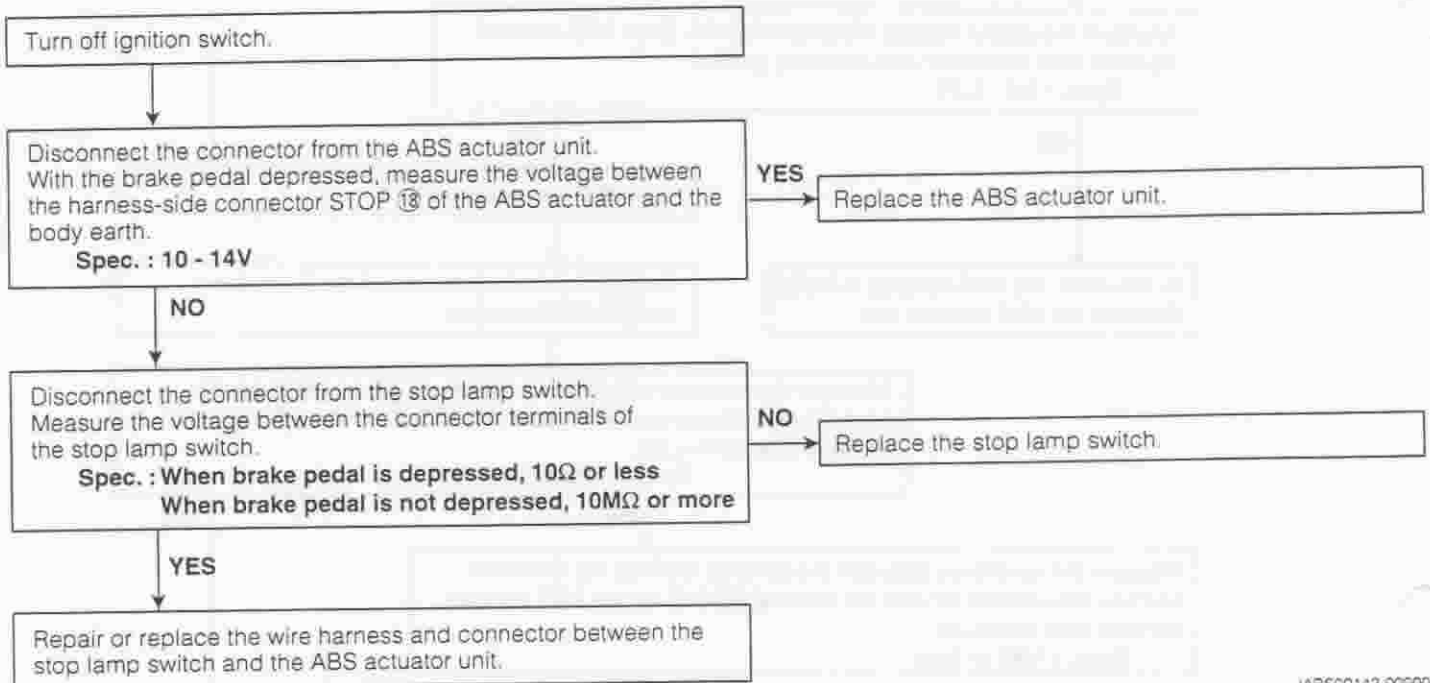 Turn off ignition switch.
Disconnect the connector from the ABS actuator unit.
With the brake pedal depressed, measure the voltage between
the harness-side connector STOP ⑱ of the ABS actuator and the
body earth.
Spec. : 10 - 14V
YES
Replace the ABS actuator unit.
NO
Disconnect the connector from the stop lamp switch.
Measure the voltage between the connector terminals of
the stop lamp switch.
Spec. : When brake pedal is depressed, 10Ω or less
When brake pedal is not depressed, 10MΩ or more
NO
Replace the stop lamp switch.
YES
Repair or replace the wire harness and connector between the
stop lamp switch and the ABS actuator unit.